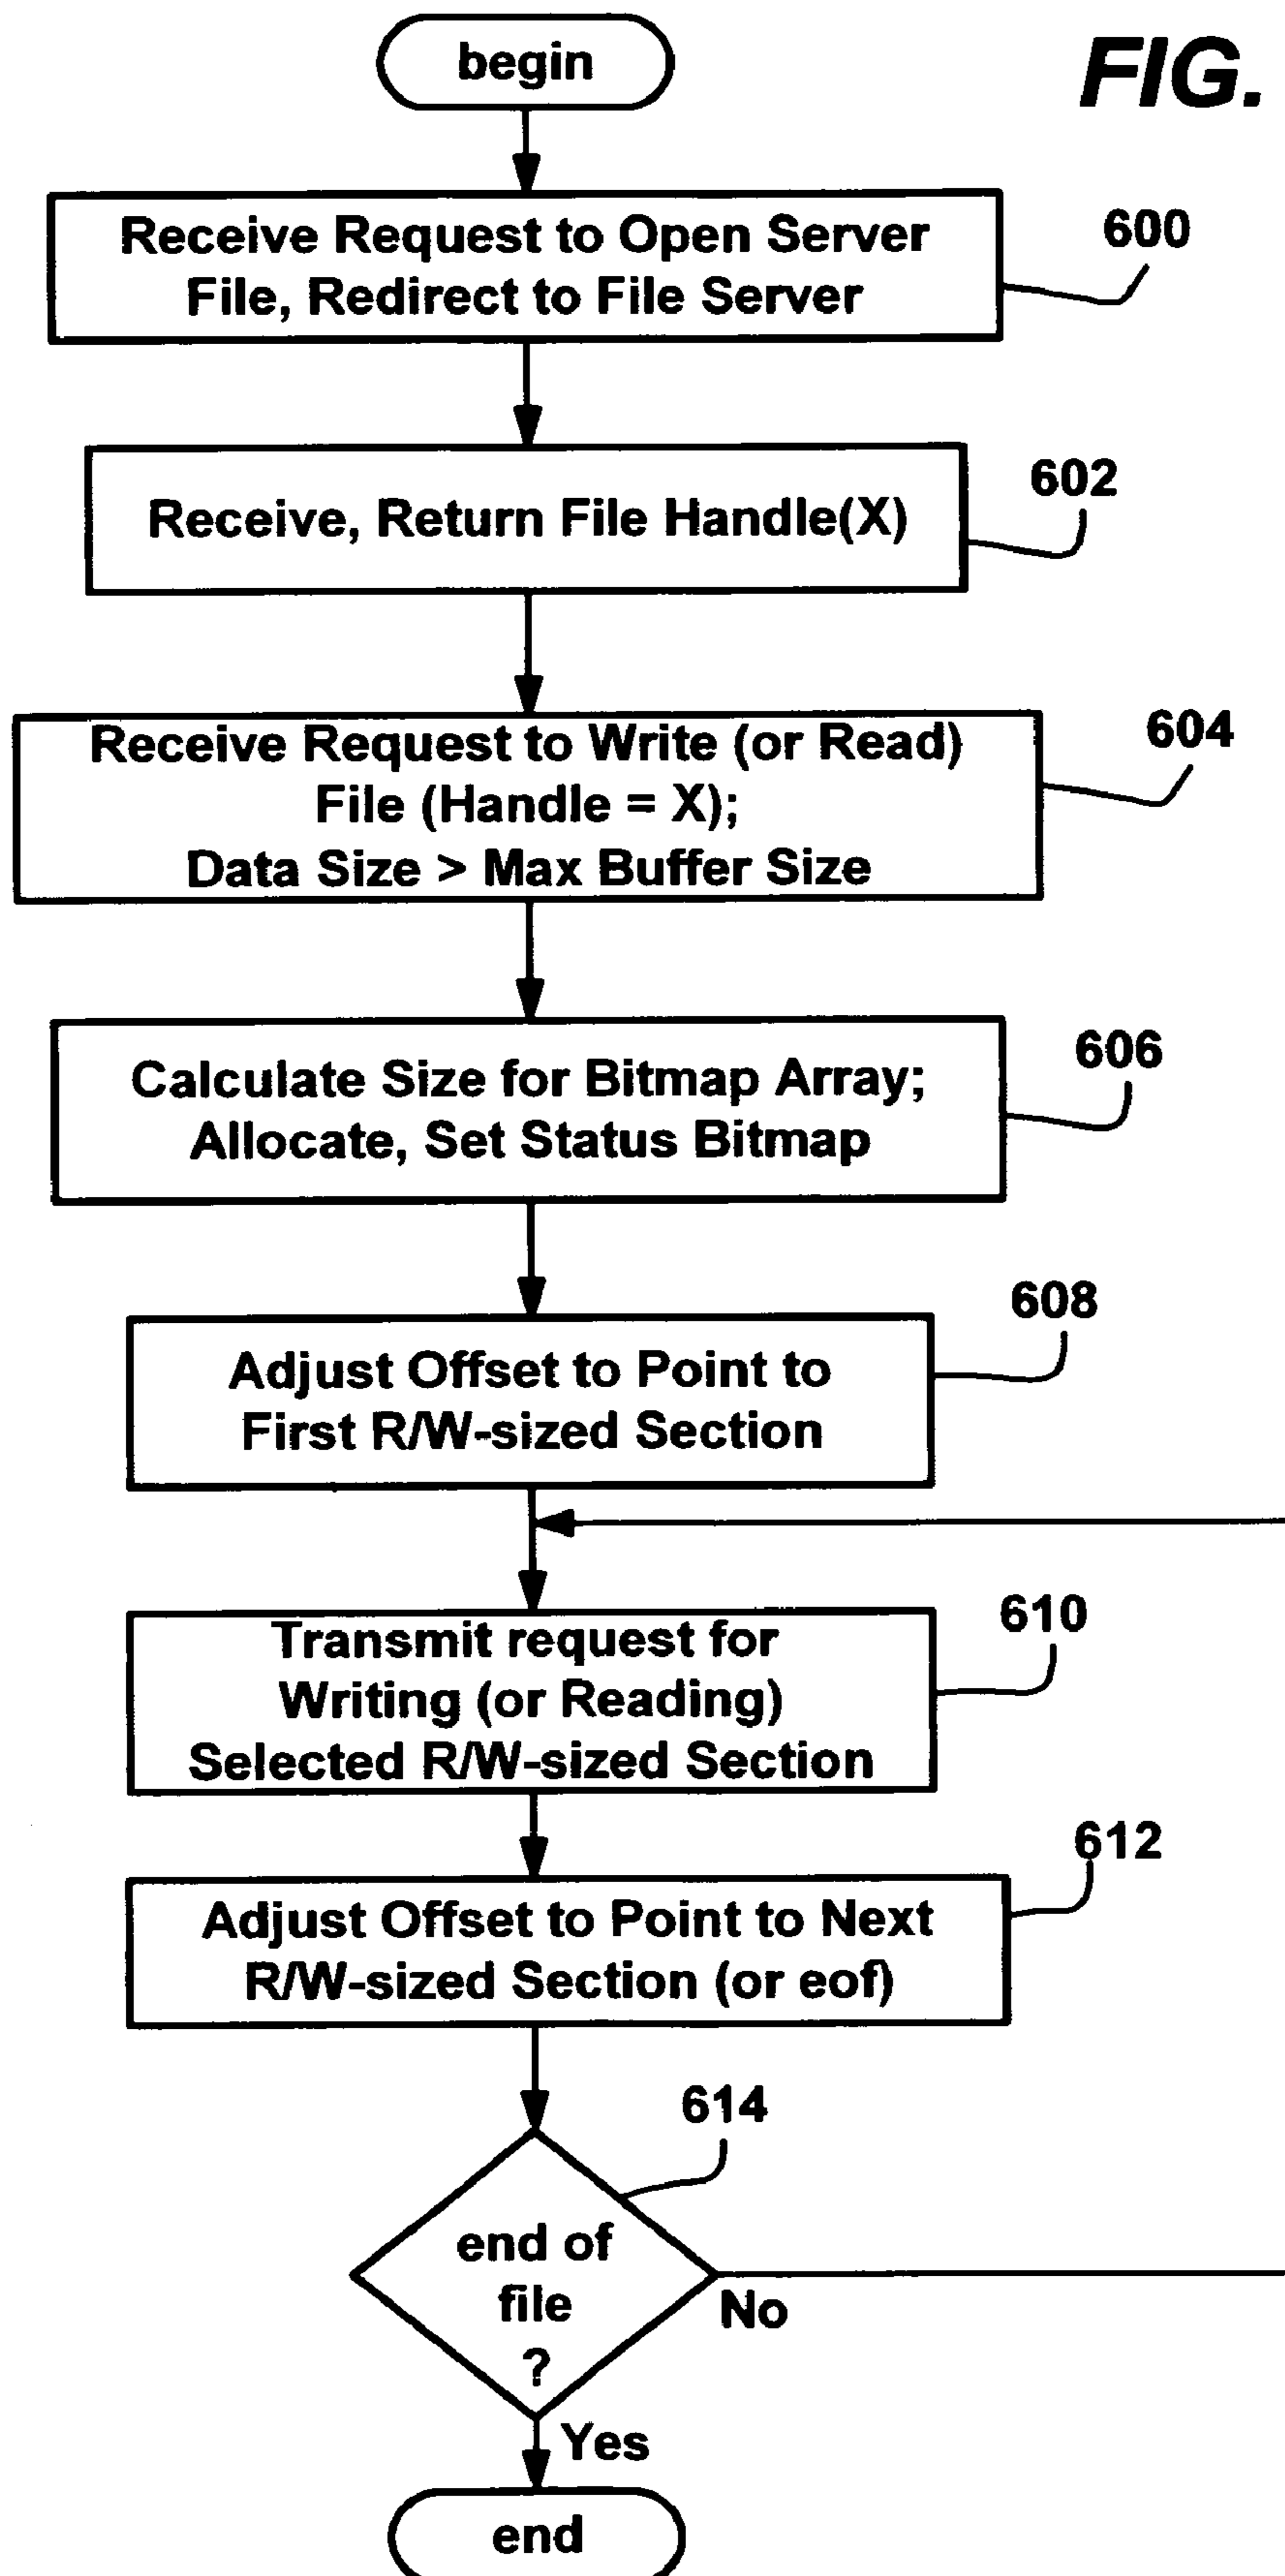 begin
FIG.
Receive Request to Open Server
File, Redirect to File Server
600
Receive, Return File Handle(X)
602
Receive Request to Write (or Read)
File (Handle = X);
Data Size > Max Buffer Size
604
Calculate Size for Bitmap Array;
Allocate, Set Status Bitmap
606
Adjust Offset to Point to
First R/W-sized Section
608
Transmit request for
Writing (or Reading)
Selected R/W-sized Section
610
Adjust Offset to Point to Next
R/W-sized Section (or eof)
612
614
end of
file
?
No
Yes
end